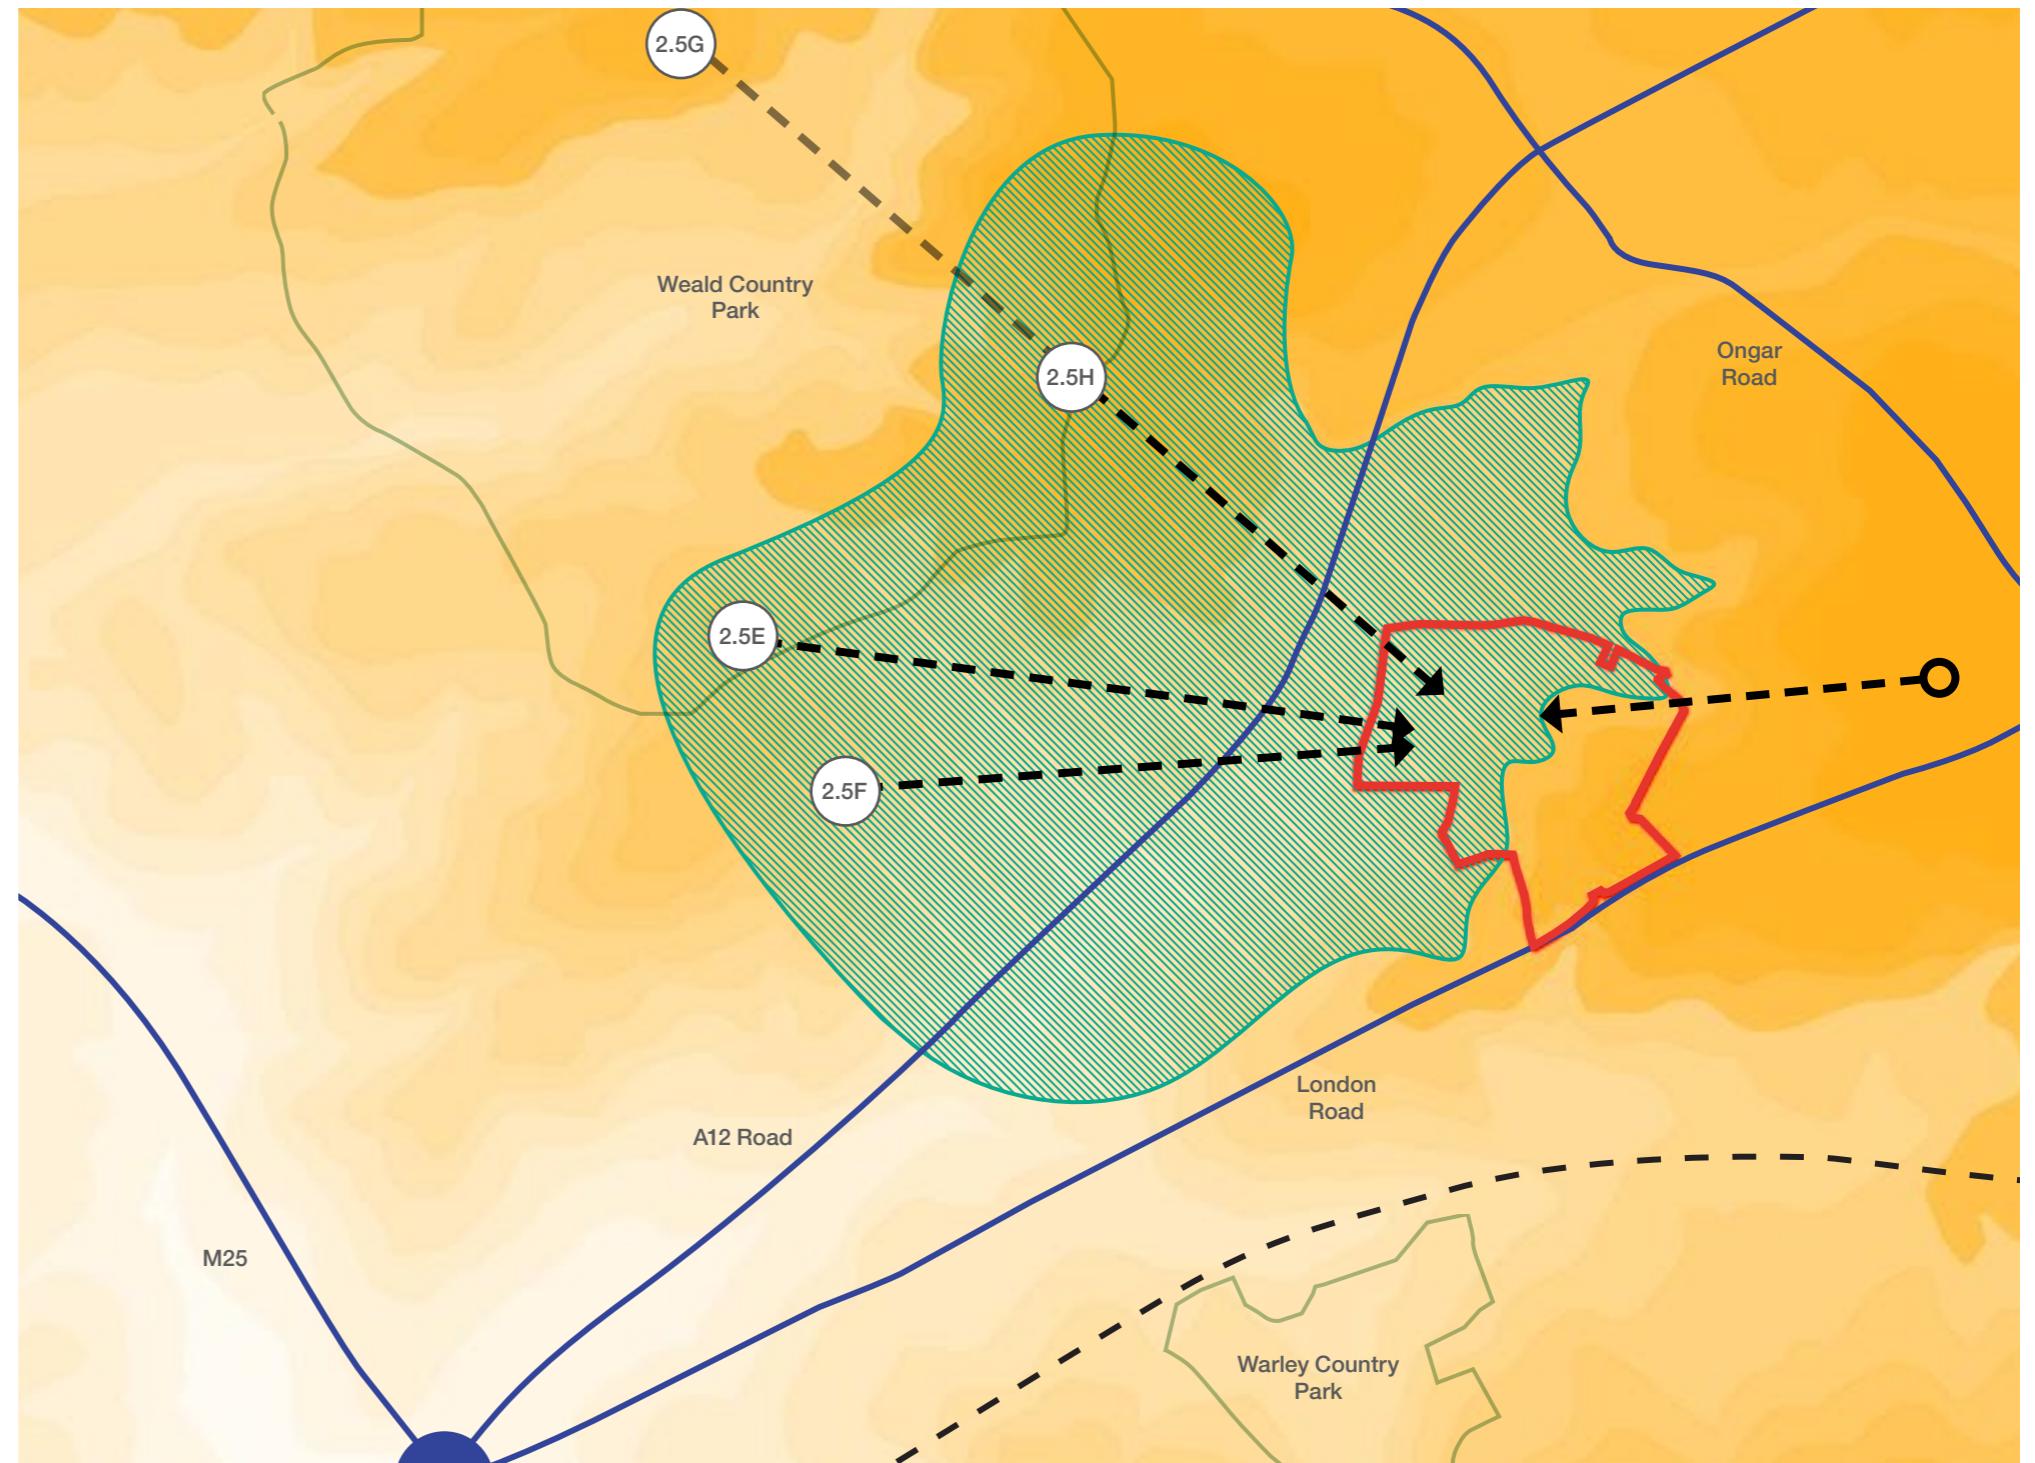 2.5G
Weald Country
Park
2.5H
Ongar
Road
2.5E
2.5F
London
Road
A12 Road
M25
Warley Country
Park